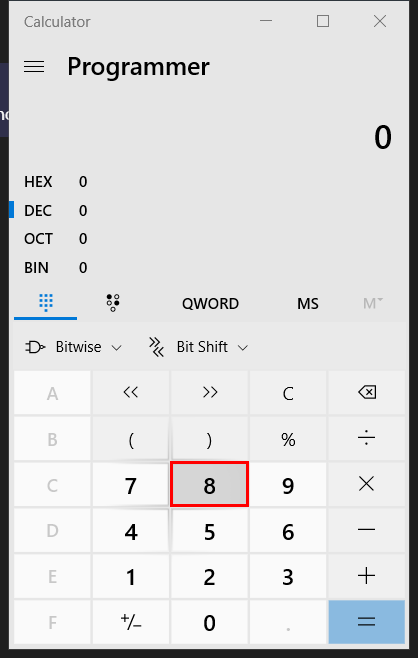 Calculator
Programmer
0
HEX 0
DEC 0
OCT 0
BIN 0
QWORD MS M
Bitwise Bit Shift
A << >> C
B ( ) % ÷
C 7 8 9 ×
D 4 5 6 −
E 1 2 3 +
F +/− 0 . =